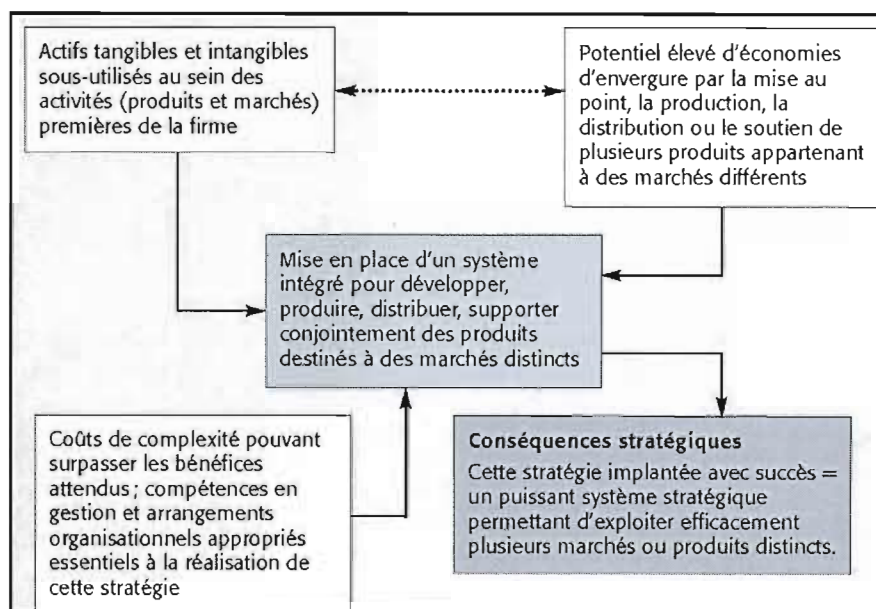 Actifs tangibles et intangibles
sous-utilisés au sein des
activités (produits et marchés)
premières de la firme
Potentiel élevé d'économies
d'envergure par la mise au
point, la production, la
distribution ou le soutien de
plusieurs produits appartenant
à des marchés différents
Mise en place d'un système
intégré pour développer,
produire, distribuer, supporter
conjointement des produits
destinés à des marchés distincts
Coûts de complexité pouvant
surpasser les bénéfices
attendus ; compétences en
gestion et arrangements
organisationnels appropriés
essentiels à la réalisation de
cette stratégie
Conséquences stratégiques
Cette stratégie implantée avec succès =
un puissant système stratégique
permettant d'exploiter efficacement
plusieurs marchés ou produits distincts.